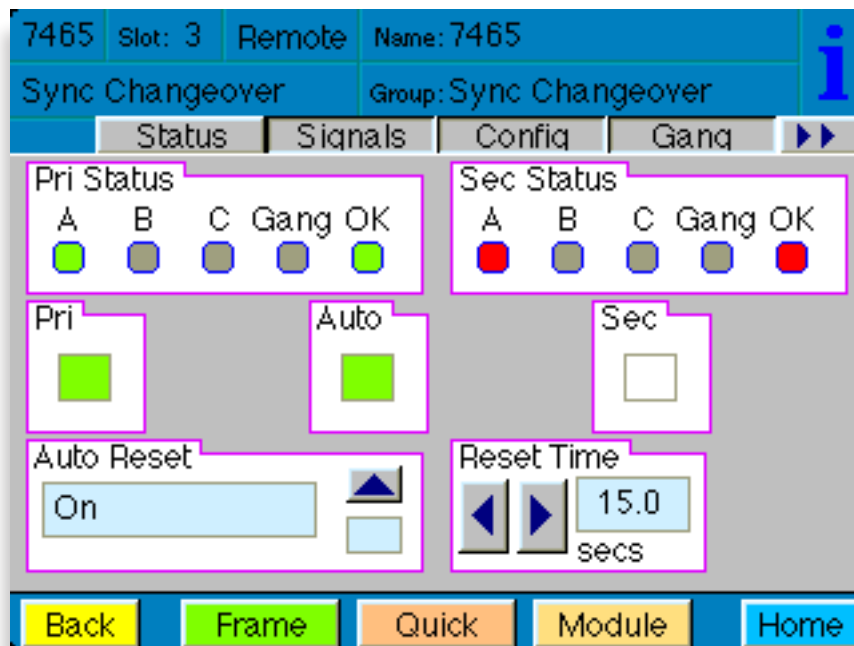 7465 Slot: 3 Remote Name: 7465
Sync Changeover Group: Sync Changeover
i
Status Signals Config Gang
Pri Status
A B C Gang OK
Sec Status
A B C Gang OK
Pri Auto Sec
Auto Reset
On
Reset Time
15.0
secs
Back Frame Quick Module Home